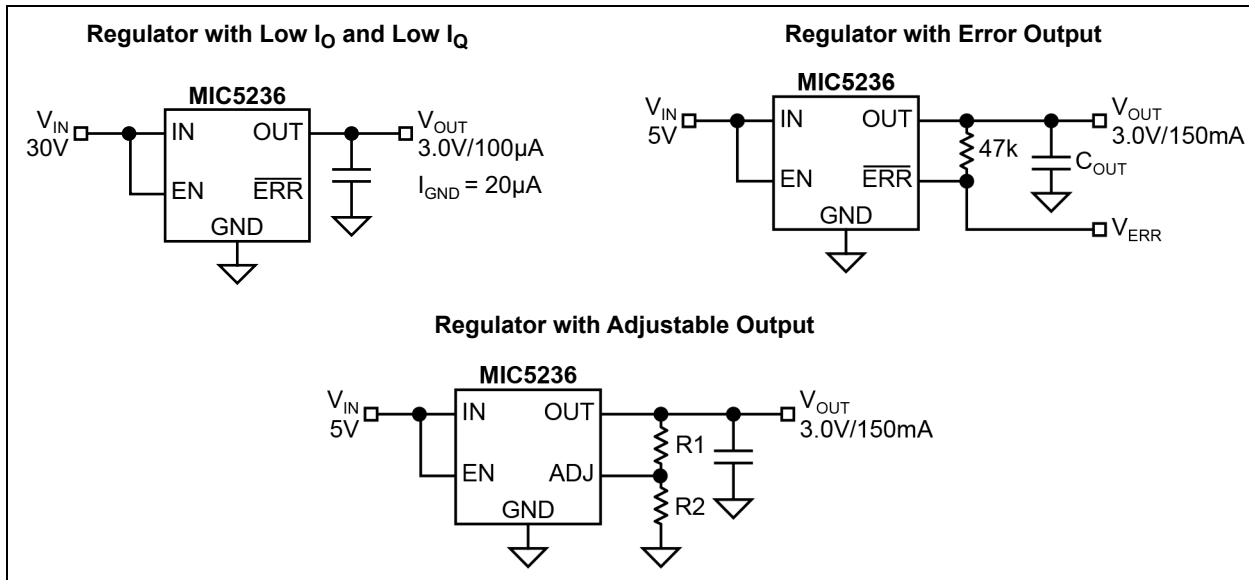 Regulator with Low IO and Low IQ
MIC5236
VIN
30V
IN
OUT
EN
ERR
GND
VOUT
3.0V/100µA
IGND = 20µA
Regulator with Error Output
MIC5236
VIN
5V
IN
OUT
EN
ERR
GND
47k
COUT
VOUT
3.0V/150mA
VERR
Regulator with Adjustable Output
MIC5236
VIN
5V
IN
OUT
EN
ADJ
GND
R1
R2
VOUT
3.0V/150mA